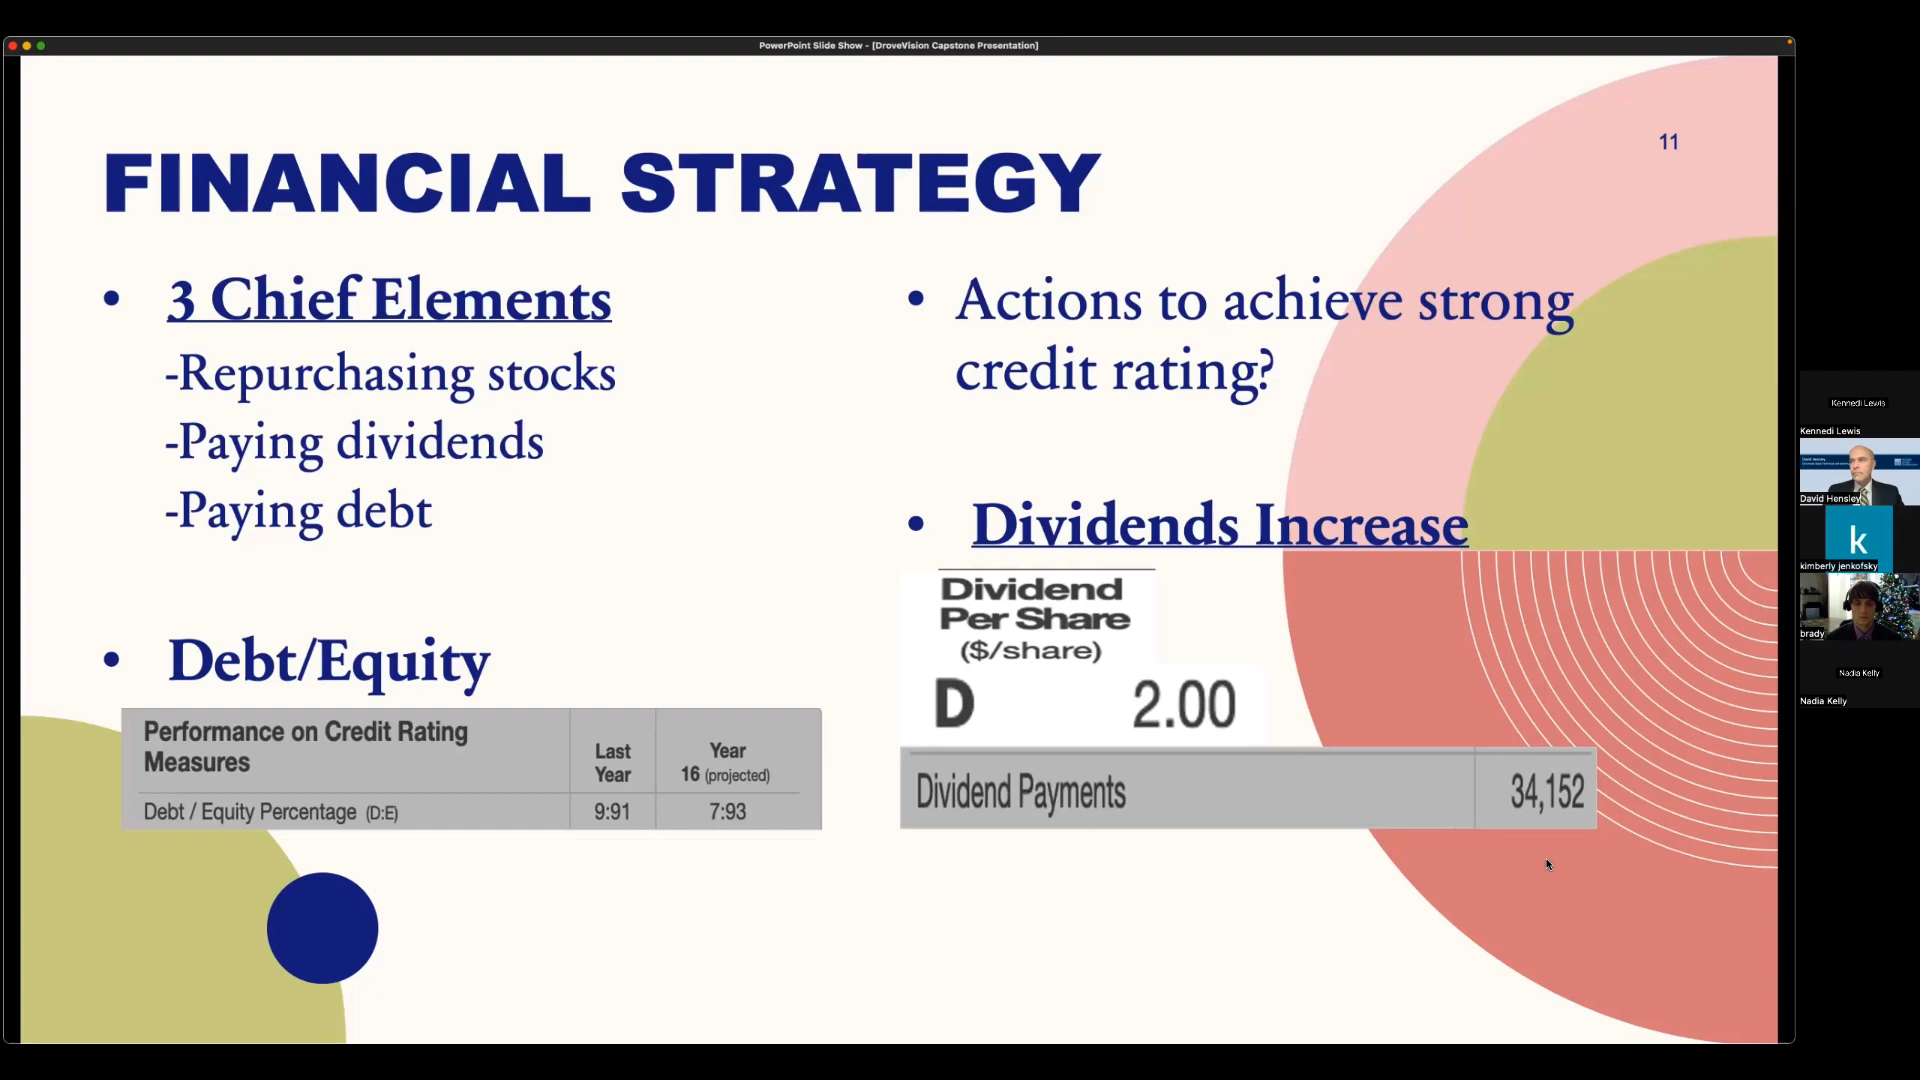 PowerPoint Slide Show - [DroveVision Capstone Presentation]
11
FINANCIAL STRATEGY
• 3 Chief Elements
-Repurchasing stocks
-Paying dividends
-Paying debt
• Debt/Equity
Performance on Credit Rating
Measures
Last
Year
Year
16 (projected)
Debt / Equity Percentage (D:E) 9:91 7:93
• Actions to achieve strong
credit rating?
• Dividends Increase
Dividend
Per Share
($/share)
D 2.00
Dividend Payments 34,152
Kennedi Lewis
Kennedi Lewis
David Hensley
k
kimberly jenkofsky
brady
Nadia Kelly
Nadia Kelly